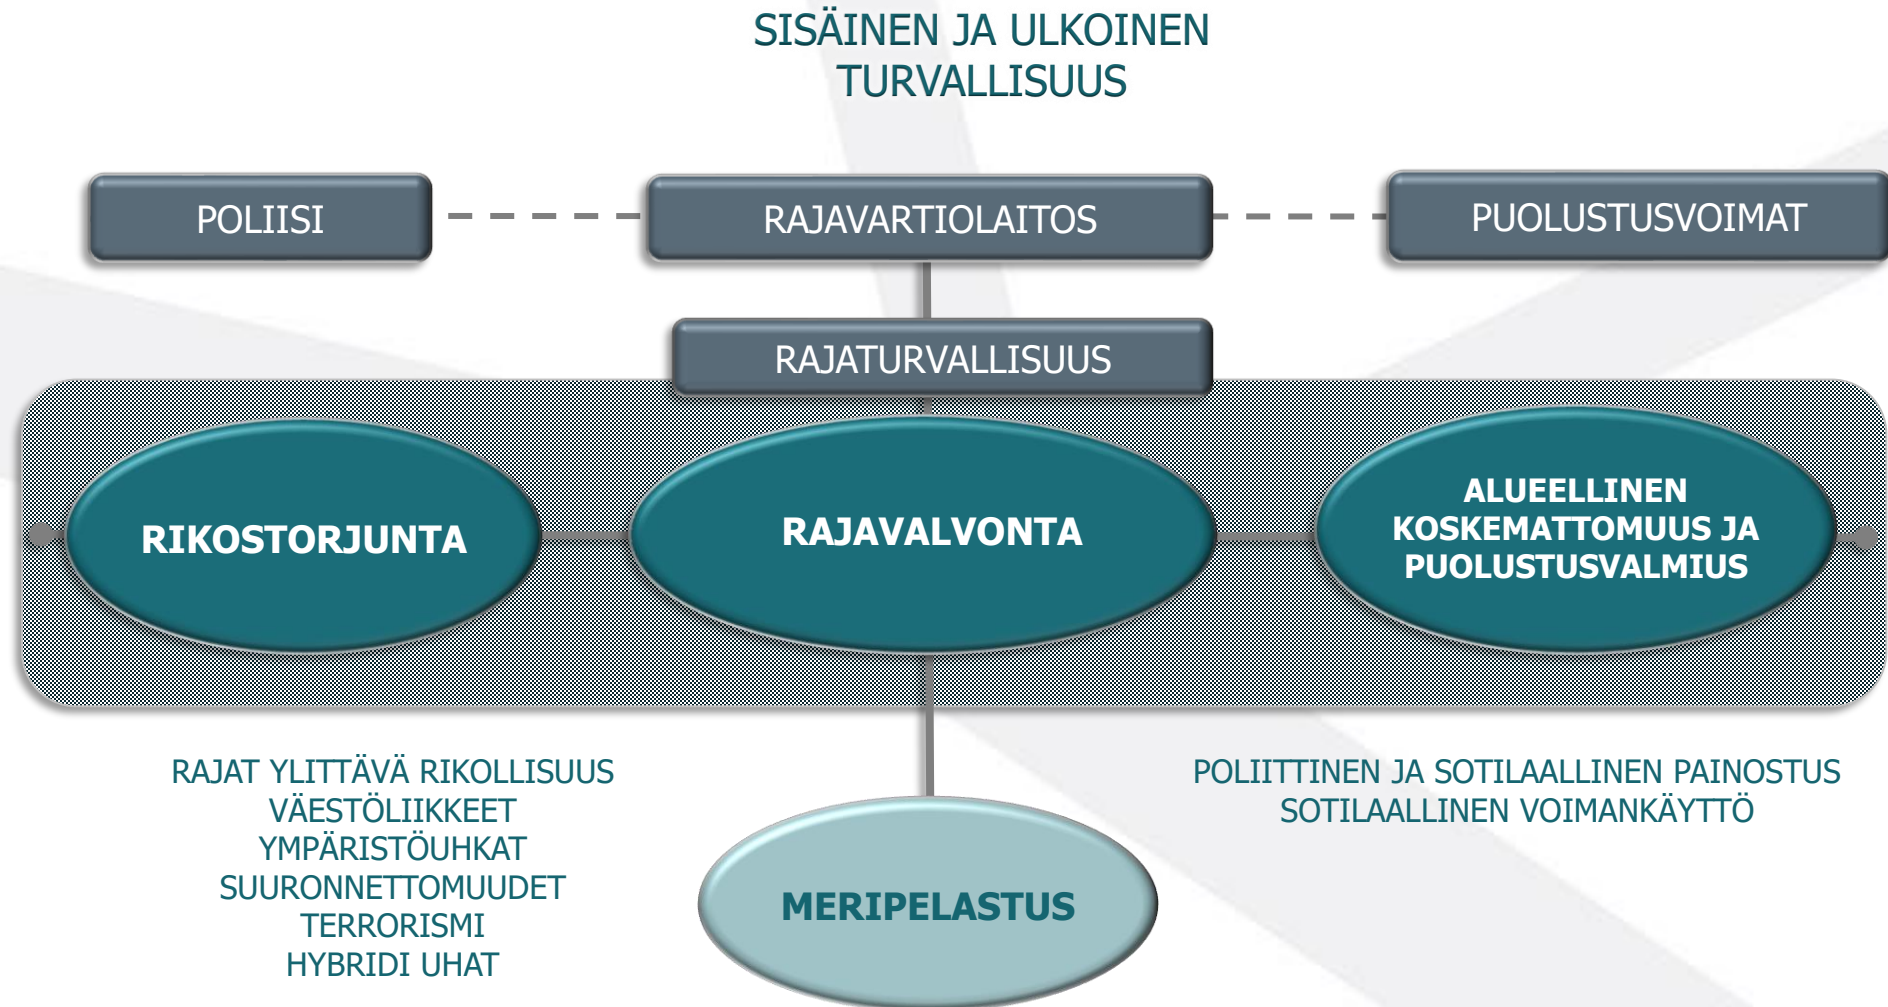 SISÄINEN JA ULKOINEN
TURVALLISUUS
POLIISI
RAJAVARTIOLAITOS
PUOLUSTUSVOIMAT
RAJATURVALLISUUS
RIKOSTORJUNTA
RAJAVALVONTA
ALUEELLINEN
KOSKEMATTOMUUS JA
PUOLUSTUSVALMIUS
RAJAT YLITTÄVÄ RIKOLLISUUS
VÄESTÖLIIKKEET
YMPÄRISTÖUHKAT
SUURONNETTOMUUDET
TERRORISMI
HYBRIDI UHAT
MERIPELASTUS
POLIITTINEN JA SOTILAALLINEN PAINOSTUS
SOTILAALLINEN VOIMANKÄYTTÖ